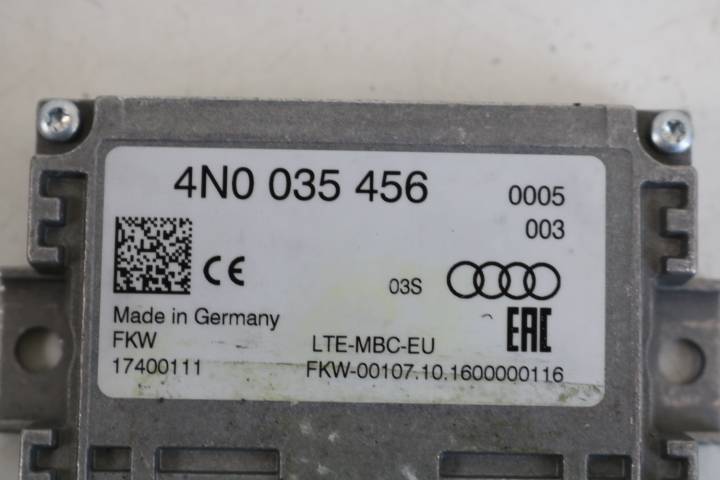 4N0 035 456
0005
003
CE
03S
Made in Germany
FKW
LTE-MBC-EU
EAC
17400111
FKW-00107.10.1600000116